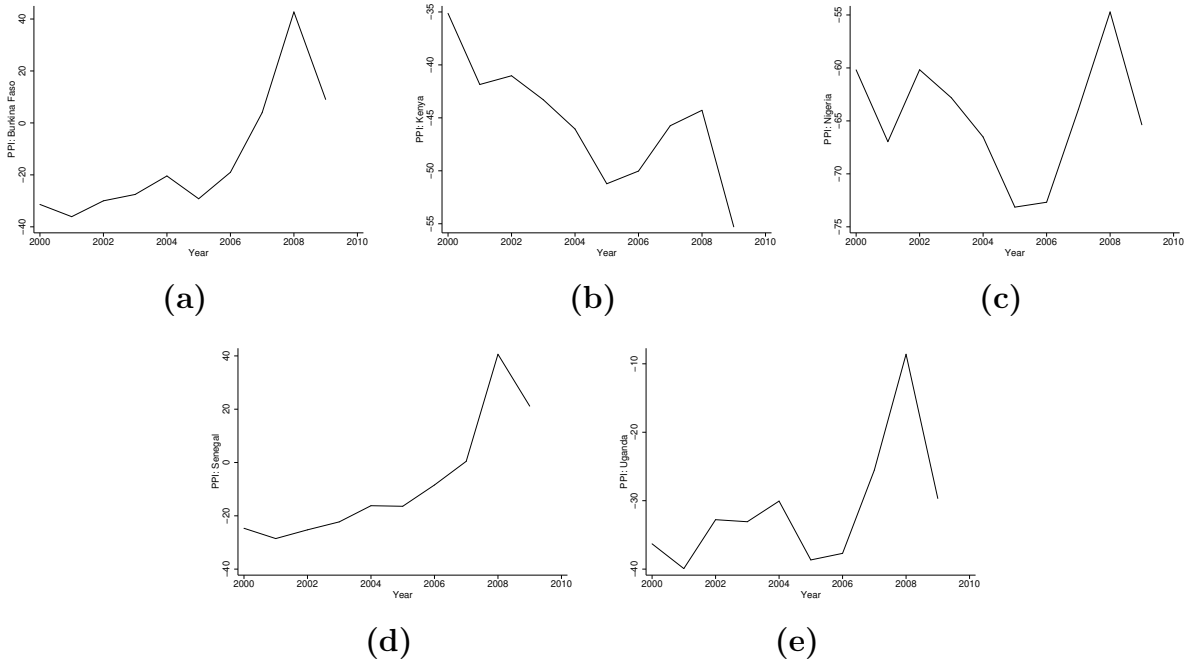 PPI: Burkina Faso
40
20
0
−20
−40
2000 2002 2004 2006 2008 2010
Year
(a)
PPI: Kenya
−35
−40
−45
−50
−55
2000 2002 2004 2006 2008 2010
Year
(b)
PPI: Nigeria
−55
−60
−65
−70
−75
2000 2002 2004 2006 2008 2010
Year
(c)
PPI: Senegal
40
20
0
−20
−40
2000 2002 2004 2006 2008 2010
Year
(d)
PPI: Uganda
−10
−20
−30
−40
2000 2002 2004 2006 2008 2010
Year
(e)